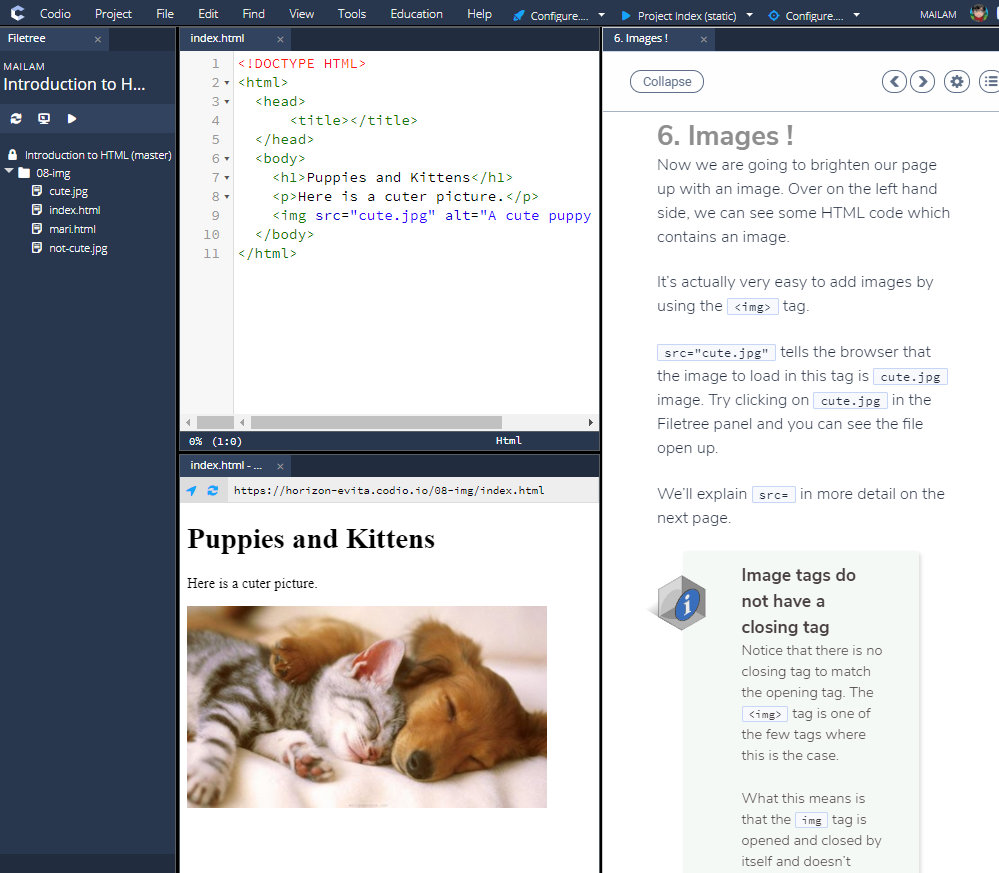 Codio Project File Edit Find View Tools Education Help Configure.... Project Index (static) Configure.... MAILAM
Filetree ×
MAILAM
Introduction to H...
Introduction to HTML (master)
08-img
cute.jpg
index.html
mari.html
not-cute.jpg
index.html ×
1 <!DOCTYPE HTML>
2 <html>
3 <head>
4 <title></title>
5 </head>
6 <body>
7 <h1>Puppies and Kittens</h1>
8 <p>Here is a cuter picture.</p>
9 <img src="cute.jpg" alt="A cute puppy
10 </body>
11 </html>
0% (1:0) Html
index.html - ... ×
https://horizon-evita.codio.io/08-img/index.html
Puppies and Kittens
Here is a cuter picture.
6. Images ! ×
Collapse
6. Images !
Now we are going to brighten our page
up with an image. Over on the left hand
side, we can see some HTML code which
contains an image.
It's actually very easy to add images by
using the <img> tag.
src="cute.jpg" tells the browser that
the image to load in this tag is cute.jpg
image. Try clicking on cute.jpg in the
Filetree panel and you can see the file
open up.
We'll explain src= in more detail on the
next page.
Image tags do
not have a
closing tag
Notice that there is no
closing tag to match
the opening tag. The
<img> tag is one of
the few tags where
this is the case.
What this means is
that the img tag is
opened and closed by
itself and doesn't